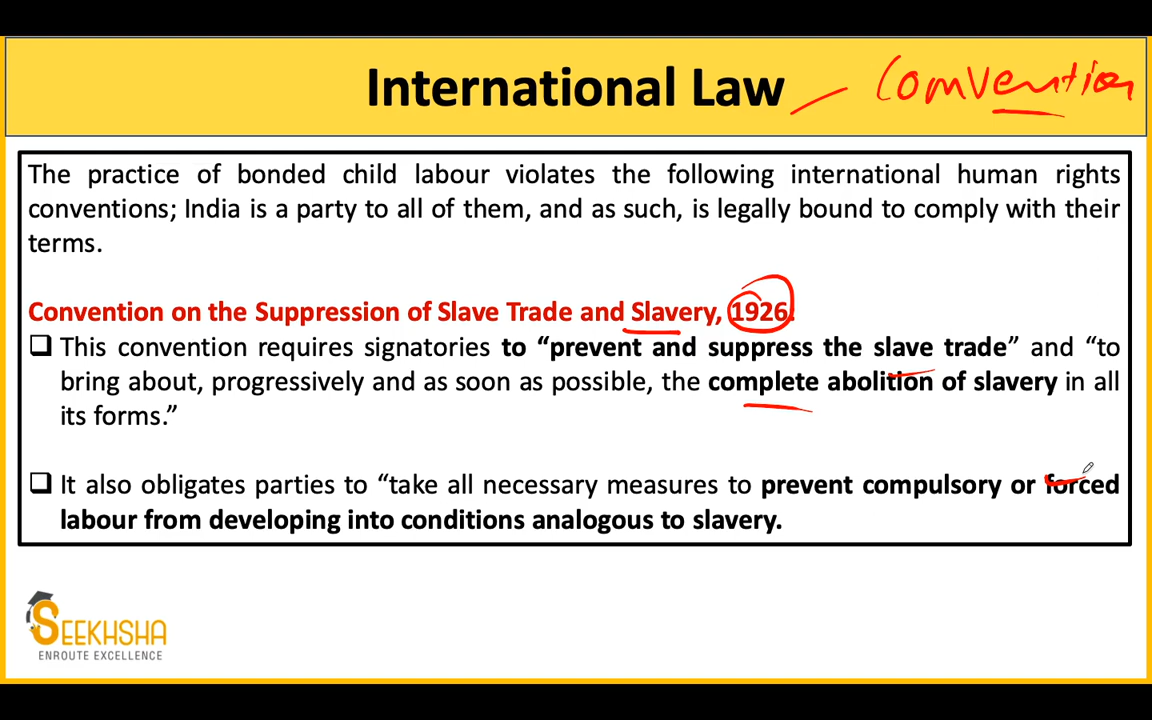 International Law – Convention
The practice of bonded child labour violates the following international human rights
conventions; India is a party to all of them, and as such, is legally bound to comply with their
terms.
Convention on the Suppression of Slave Trade and Slavery, 1926.
❑ This convention requires signatories to “prevent and suppress the slave trade” and “to
bring about, progressively and as soon as possible, the complete abolition of slavery in all
its forms.”
❑ It also obligates parties to “take all necessary measures to prevent compulsory or forced
labour from developing into conditions analogous to slavery.
SEEKHSHA
ENROUTE EXCELLENCE